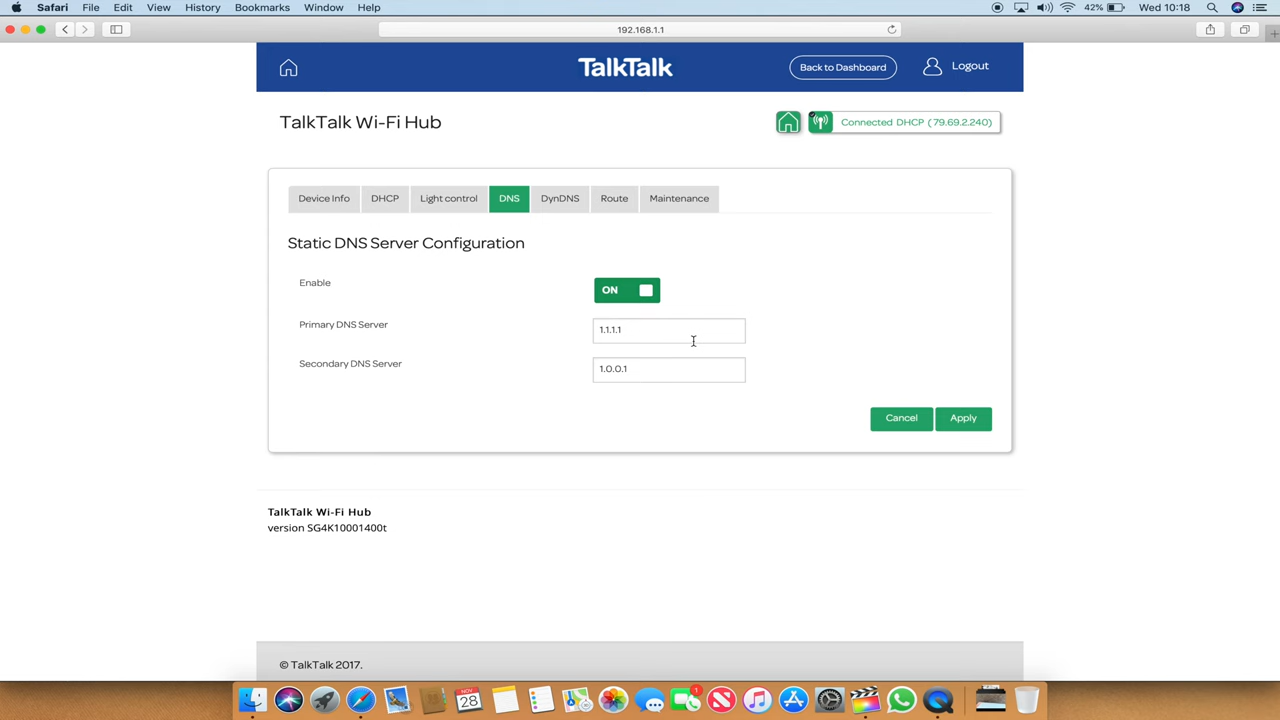 Safari File Edit View History Bookmarks Window Help 42% Wed 10:18
192.168.1.1
TalkTalk Back to Dashboard Logout
TalkTalk Wi-Fi Hub Connected DHCP (79.69.2.240)
Device Info DHCP Light control DNS DynDNS Route Maintenance
Static DNS Server Configuration
Enable ON
Primary DNS Server 1.1.1.1
Secondary DNS Server 1.0.0.1
Cancel Apply
TalkTalk Wi-Fi Hub
version SG4K10001400t
© TalkTalk 2017.
NOV
28
1